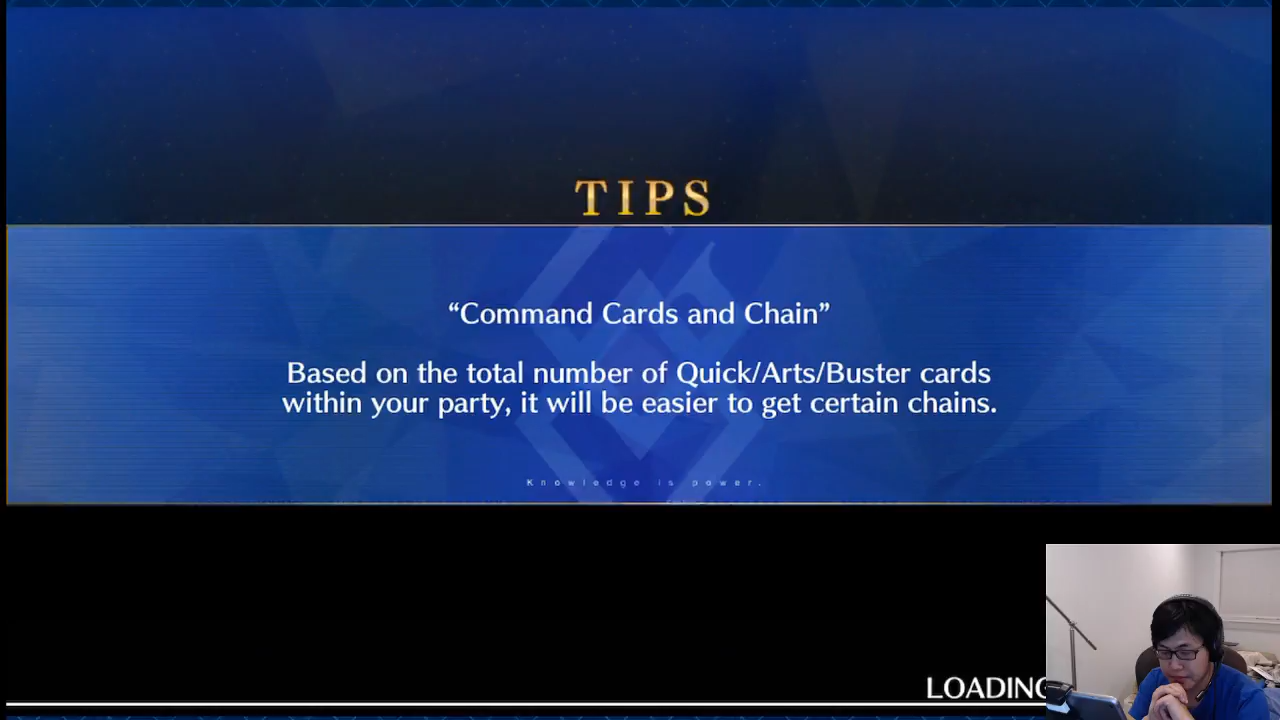 TIPS
“Command Cards and Chain”
Based on the total number of Quick/Arts/Buster cards
within your party, it will be easier to get certain chains.
Knowledge is power.
LOADING